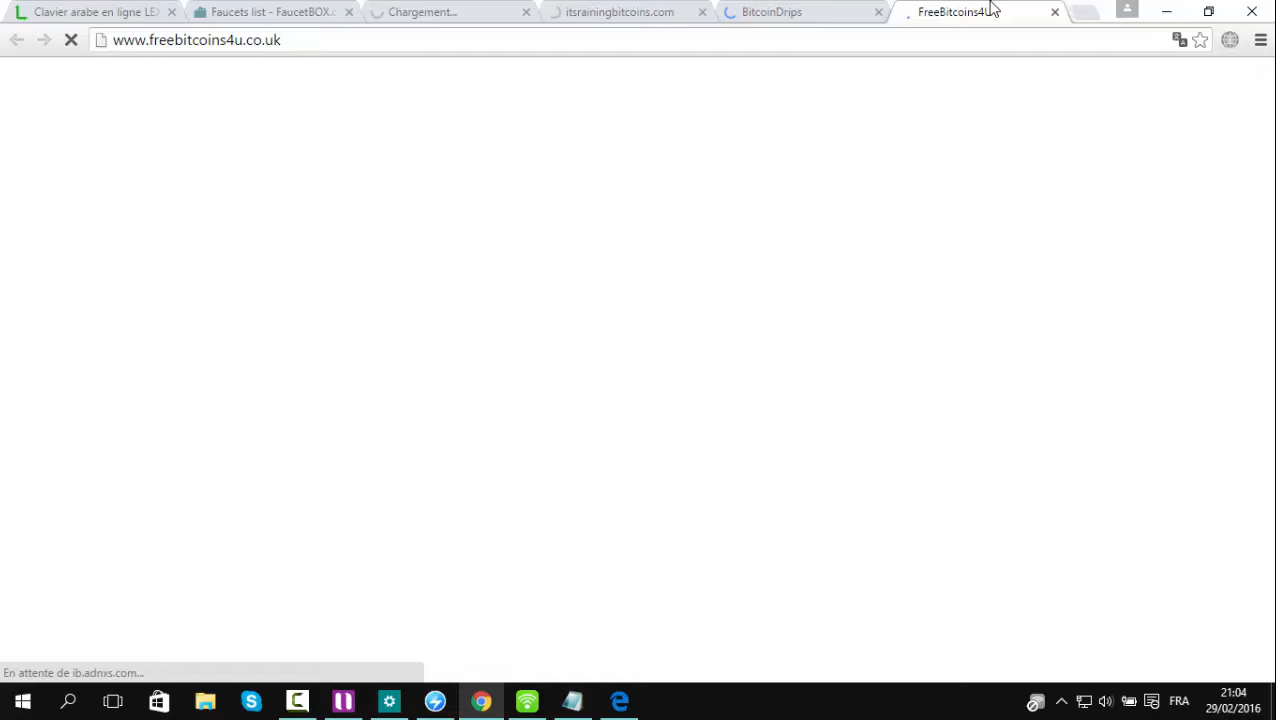 Clavier arabe en ligne LEX
Faucets list - FaucetBOX.c
Chargement...
itsrainingbitcoins.com
BitcoinDrips
FreeBitcoins4U
www.freebitcoins4u.co.uk
En attente de ib.adnxs.com...
FRA
21:04
29/02/2016